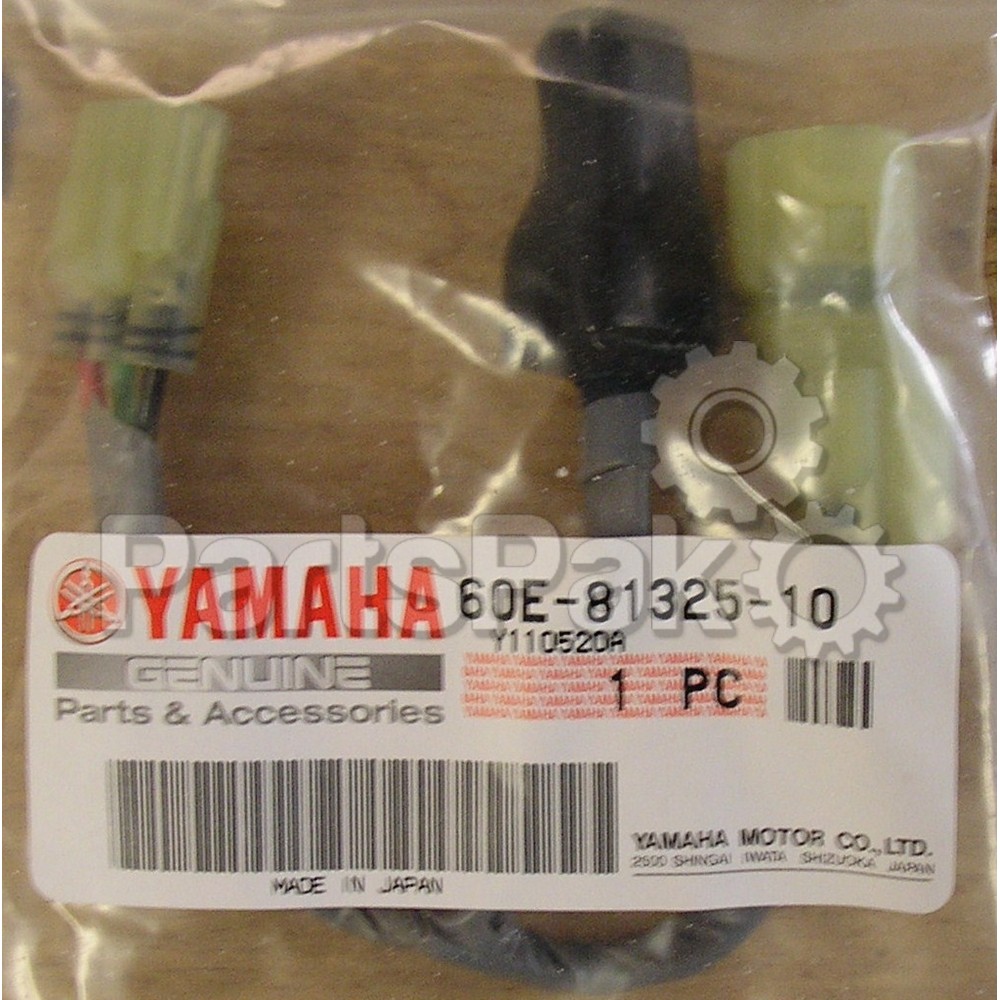 PartsPak
YAMAHA 60E-81325-10
Y110520A
GENUINE
1 PC
Parts & Accessories
YAMAHA MOTOR CO.,LTD.
2500 SHINGAI IWATA SHIZUOKA JAPAN
MADE IN JAPAN